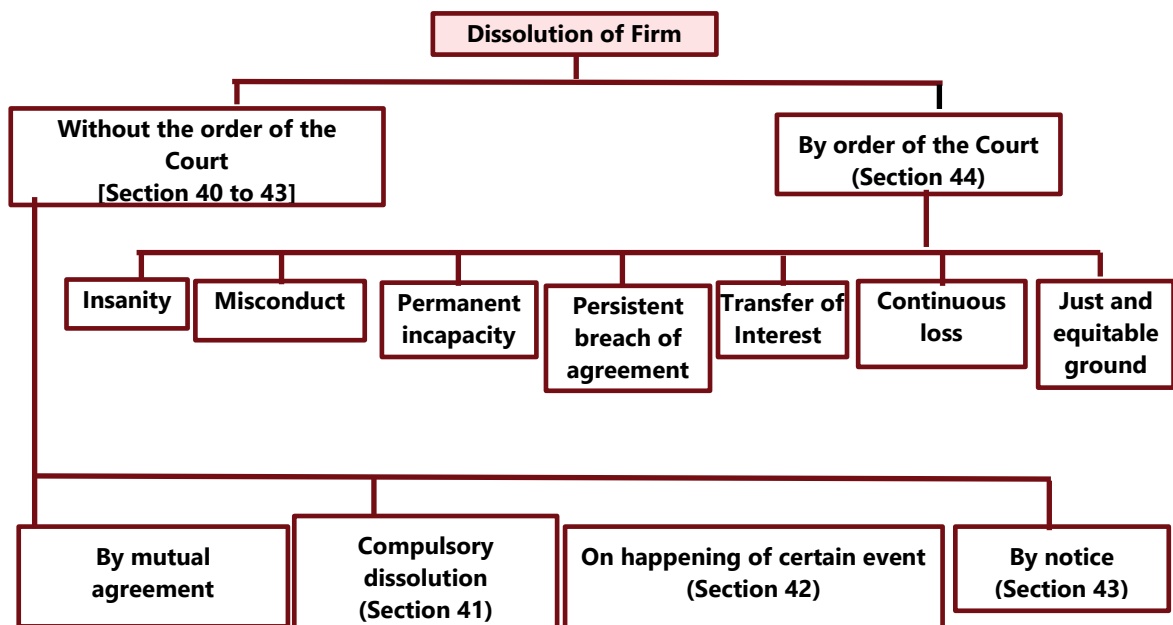 Dissolution of Firm
Without the order of the
Court
[Section 40 to 43]
By order of the Court
(Section 44)
Insanity
Misconduct
Permanent
incapacity
Persistent
breach of
agreement
Transfer of
Interest
Continuous
loss
Just and
equitable
ground
By mutual
agreement
Compulsory
dissolution
(Section 41)
On happening of certain event
(Section 42)
By notice
(Section 43)